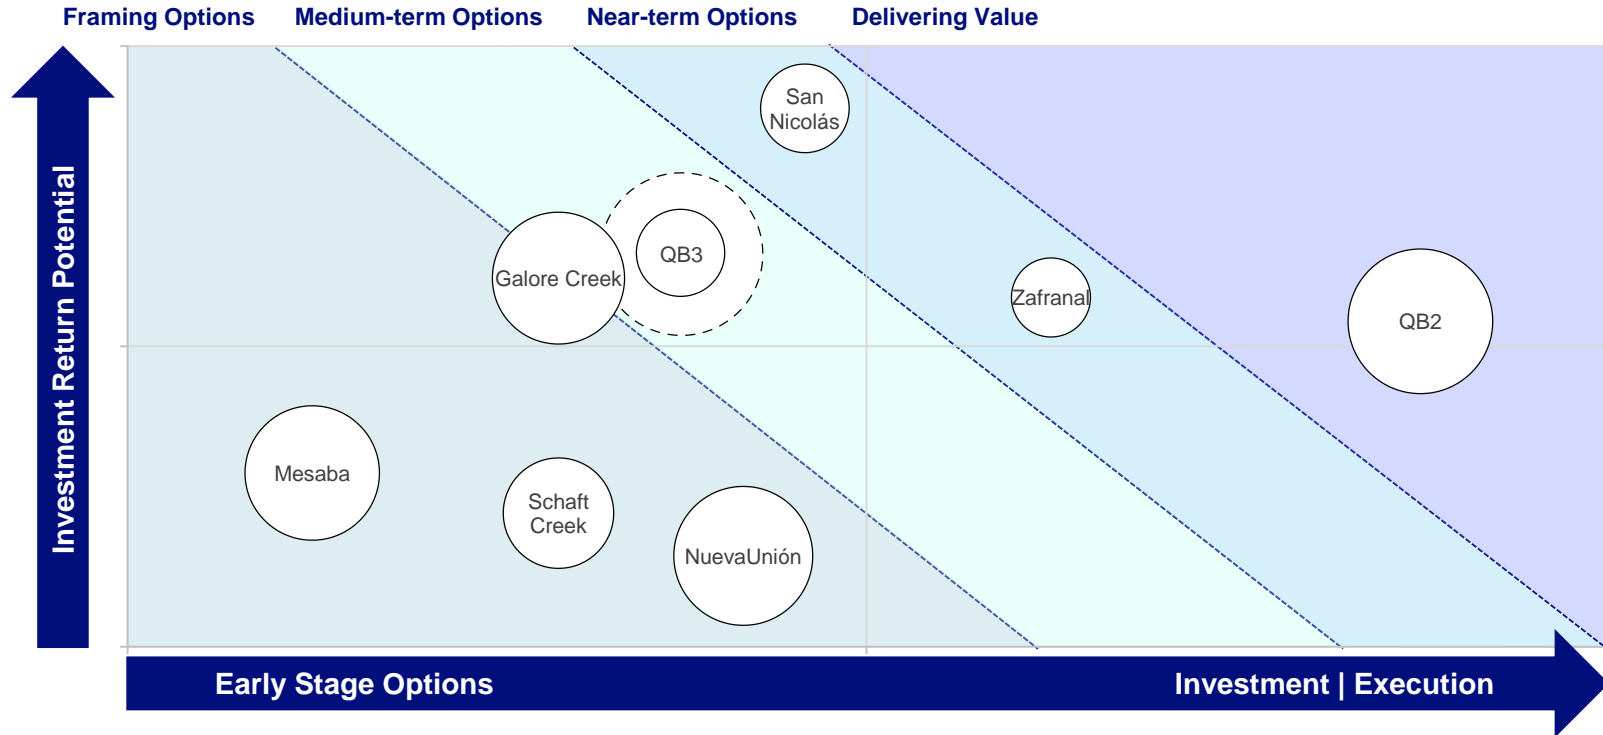 Framing Options
Medium-term Options
Near-term Options
Delivering Value
Investment Return Potential
San
Nicolás
QB3
Galore Creek
Zafranal
QB2
Mesaba
Schaft
Creek
NuevaUnión
Early Stage Options
Investment | Execution